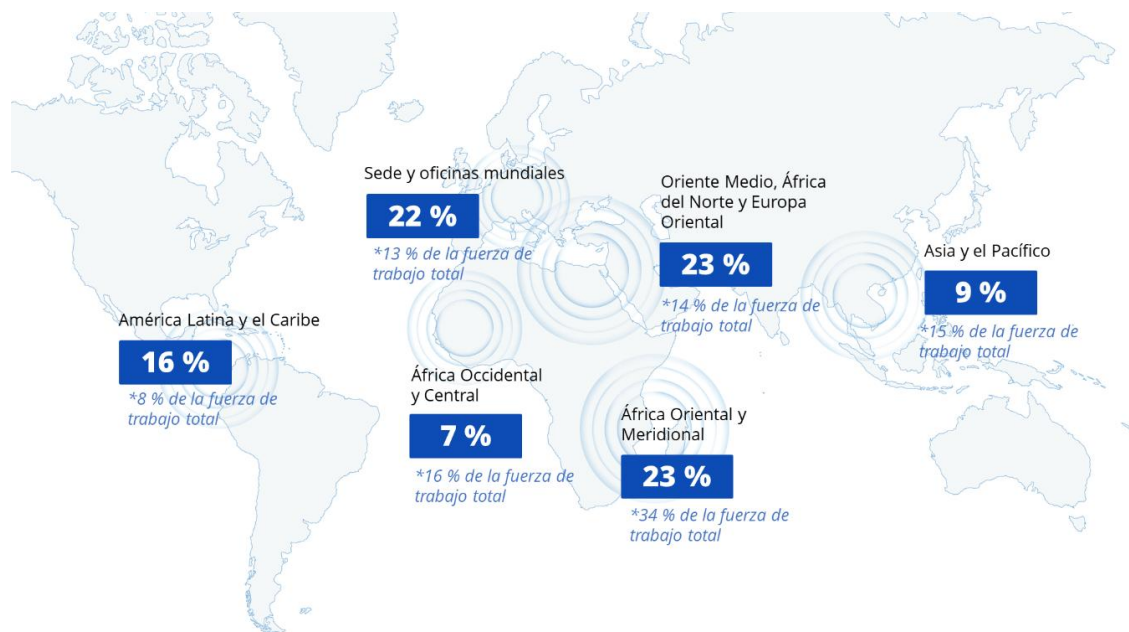 Sede y oficinas mundiales
22 %
*13 % de la fuerza de
trabajo total
Oriente Medio, África
del Norte y Europa
Oriental
23 %
*14 % de la fuerza de
trabajo total
Asia y el Pacífico
9 %
*15 % de la fuerza de
trabajo total
América Latina y el Caribe
16 %
*8 % de la fuerza de
trabajo total
África Occidental
y Central
7 %
*16 % de la fuerza de
trabajo total
África Oriental y
Meridional
23 %
*34 % de la fuerza de
trabajo total